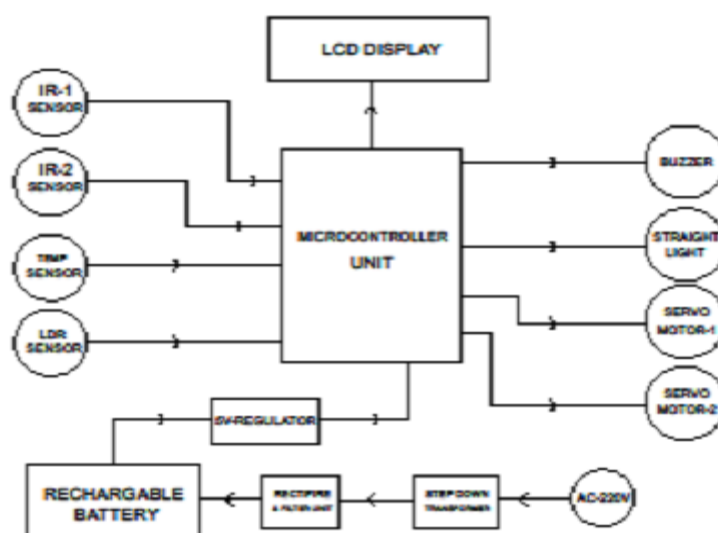 LCD DISPLAY
IR-1
SENSOR
IR-2
SENSOR
TEMP
SENSOR
LDR
SENSOR
MICROCONTROLLER
UNIT
BUZZER
STRAIGHT
LIGHT
SERVO
MOTOR-1
SERVO
MOTOR-2
5V-REGULATOR
RECHARGABLE
BATTERY
RECTIFIRE
& FILTER UNIT
STEP DOWN
TRANSFORMER
AC-220V